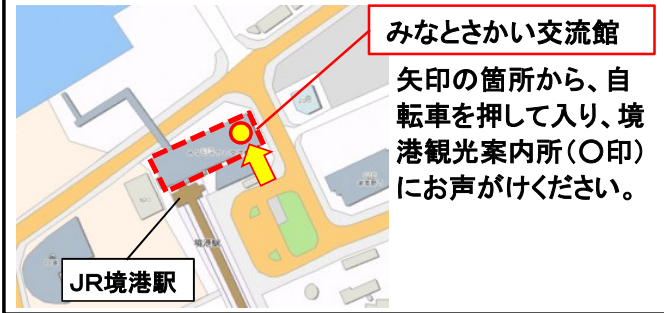 みなとさかい交流館
矢印の箇所から、自
転車を押して入り、境
港観光案内所(〇印)
にお声がけください。
境港駅
JR境港駅